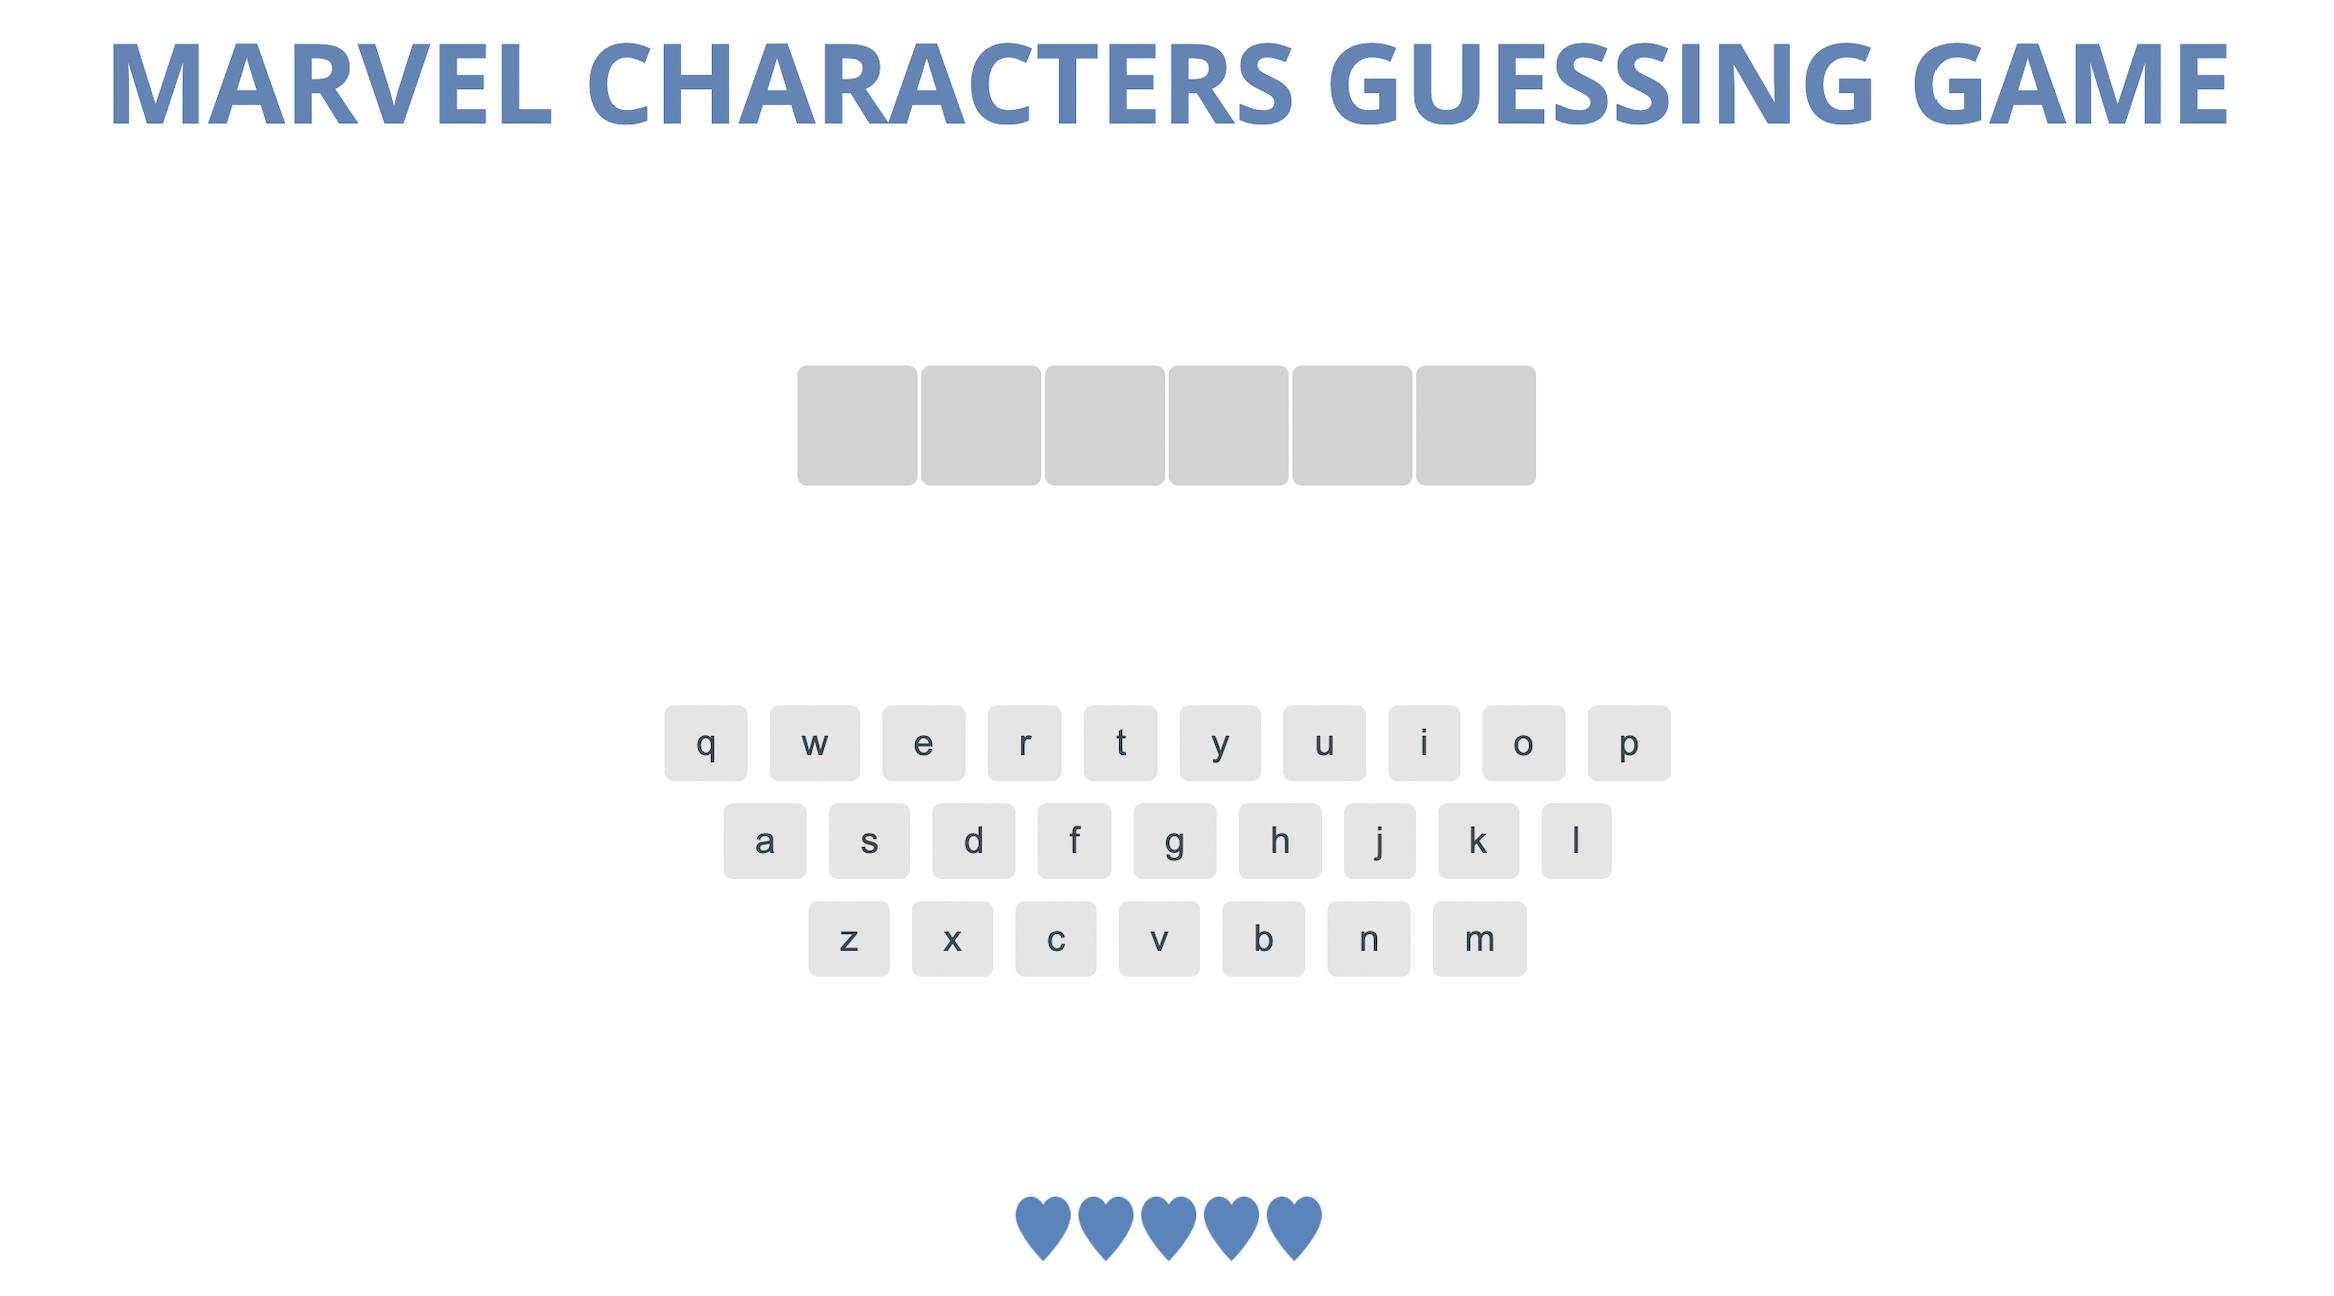 MARVEL CHARACTERS GUESSING GAME
q w e r t y u i o p
a s d f g h j k l
z x c v b n m